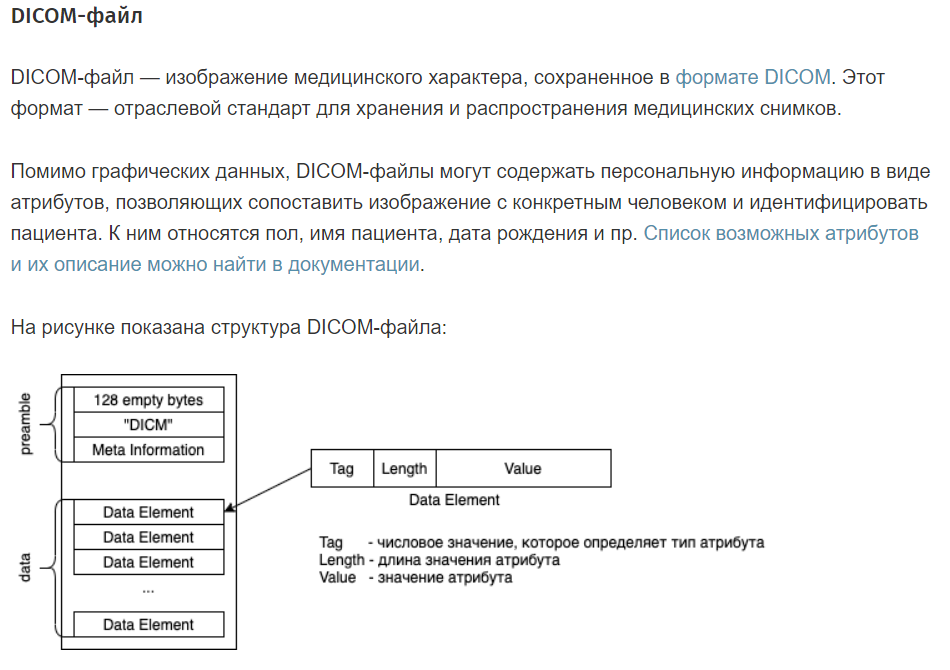 DICOM-файл
DICOM-файл — изображение медицинского характера, сохраненное в формате DICOM. Этот
формат — отраслевой стандарт для хранения и распространения медицинских снимков.
Помимо графических данных, DICOM-файлы могут содержать персональную информацию в виде
атрибутов, позволяющих сопоставить изображение с конкретным человеком и идентифицировать
пациента. К ним относятся пол, имя пациента, дата рождения и пр. Список возможных атрибутов
и их описание можно найти в документации.
На рисунке показана структура DICOM-файла:
preamble
128 empty bytes
"DICM"
Meta Information
data
Data Element
Data Element
Data Element
...
Data Element
Tag Length Value
Data Element
Tag - числовое значение, которое определяет тип атрибута
Length - длина значения атрибута
Value - значение атрибута